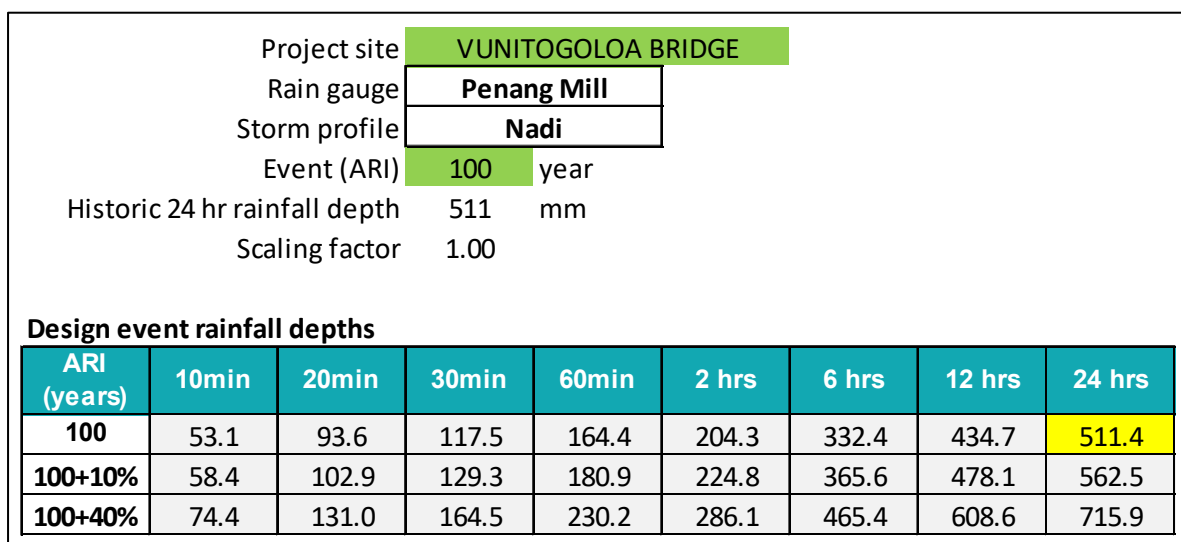 Project site VUNITOGOLOA BRIDGE
Rain gauge Penang Mill
Storm profile Nadi
Event (ARI) 100 year
Historic 24 hr rainfall depth 511 mm
Scaling factor 1.00
Design event rainfall depths
ARI (years) 10min 20min 30min 60min 2 hrs 6 hrs 12 hrs 24 hrs
100 53.1 93.6 117.5 164.4 204.3 332.4 434.7 511.4
100+10% 58.4 102.9 129.3 180.9 224.8 365.6 478.1 562.5
100+40% 74.4 131.0 164.5 230.2 286.1 465.4 608.6 715.9